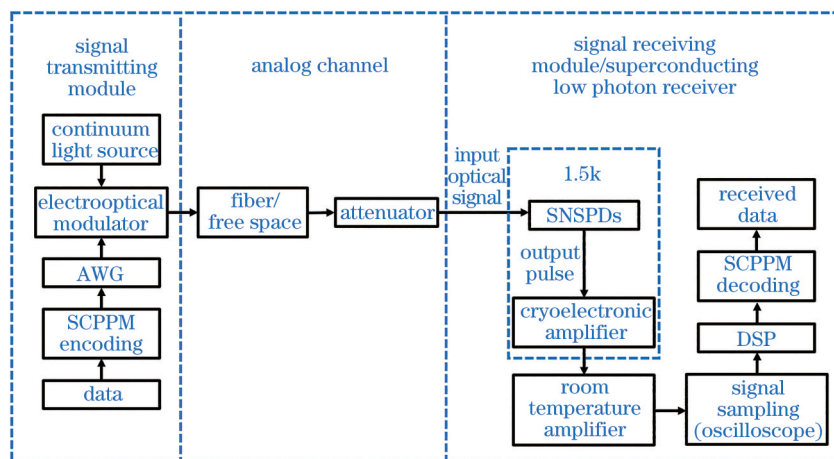 signal
transmitting
module
continuum
light source
electrooptical
modulator
AWG
SCPPM
encoding
data
analog channel
fiber/
free space
attenuator
signal receiving
module/superconducting
low photon receiver
input
optical
signal
1.5k
SNSPDs
output
pulse
cryoelectronic
amplifier
room
temperature
amplifier
received
data
SCPPM
decoding
DSP
signal
sampling
(oscilloscope)